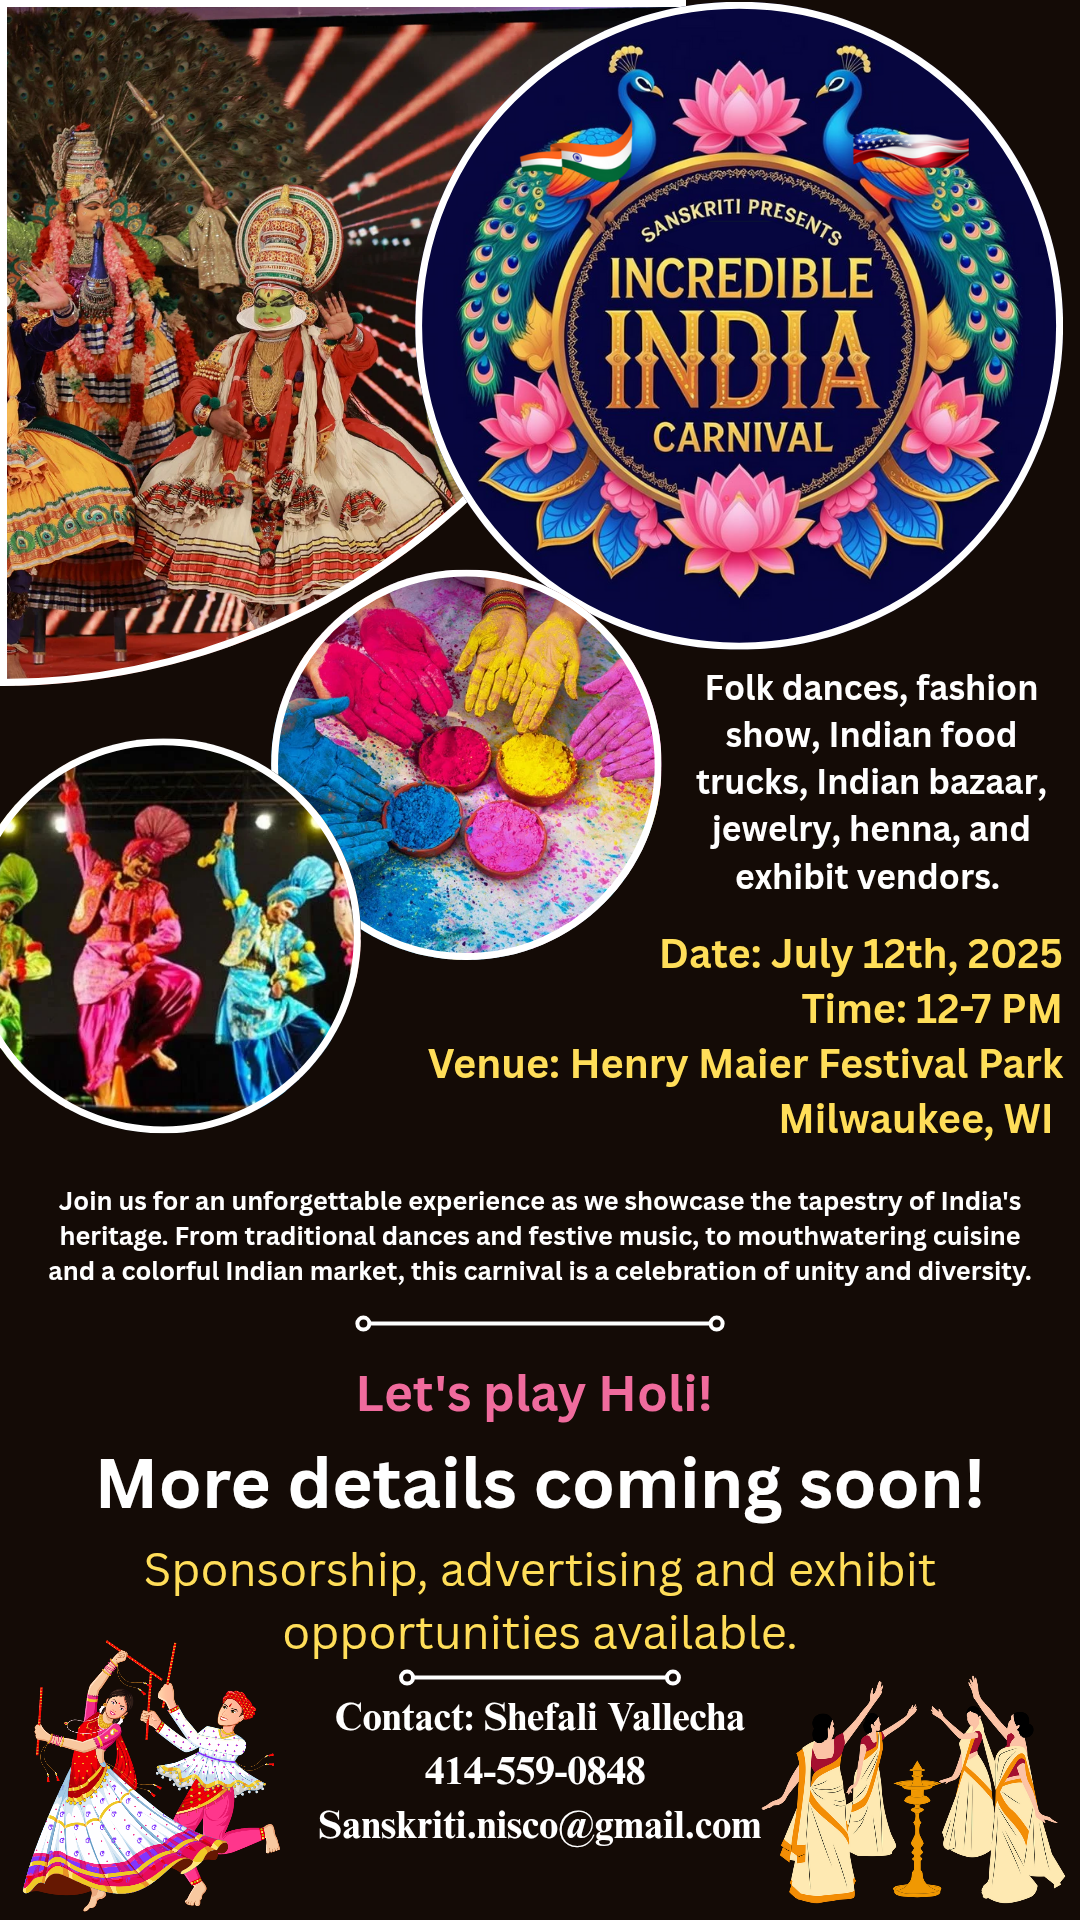 SANSKRITI PRESENTS
INCREDIBLE
INDIA
CARNIVAL
Folk dances, fashion
show, Indian food
trucks, Indian bazaar,
jewelry, henna, and
exhibit vendors.
Date: July 12th, 2025
Time: 12-7 PM
Venue: Henry Maier Festival Park
Milwaukee, WI
Join us for an unforgettable experience as we showcase the tapestry of India's
heritage. From traditional dances and festive music, to mouthwatering cuisine
and a colorful Indian market, this carnival is a celebration of unity and diversity.
Let's play Holi!
More details coming soon!
Sponsorship, advertising and exhibit
opportunities available.
Contact: Shefali Vallecha
414-559-0848
Sanskriti.nisco@gmail.com